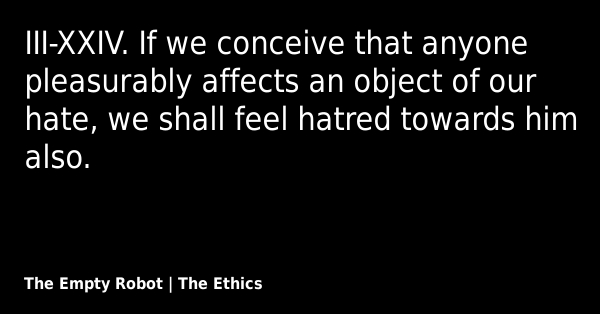 III-XXIV. If we conceive that anyone
pleasurably affects an object of our
hate, we shall feel hatred towards him
also.
The Empty Robot | The Ethics